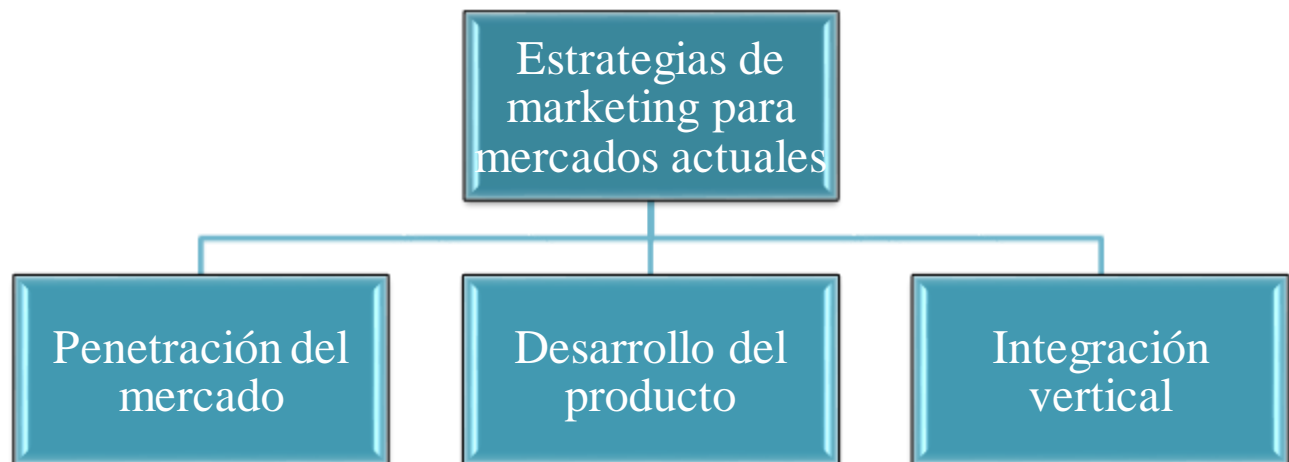 Estrategias de
marketing para
mercados actuales
Penetración del
mercado
Desarrollo del
producto
Integración
vertical